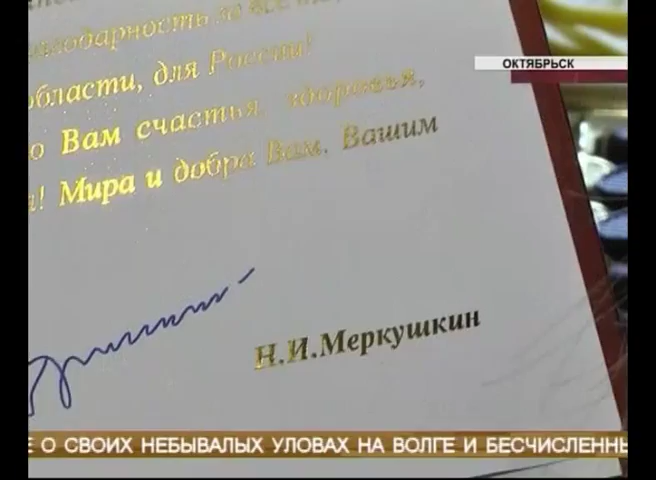 благодарность за все
области, для России!
Вам счастья, здоровья,
Мира и добра Вам, Вашим
Н.И.Меркушкин
ОКТЯБРЬСК
О СВОИХ НЕБЫВАЛЫХ УЛОВАХ НА ВОЛГЕ И БЕСЧИСЛЕННЫ